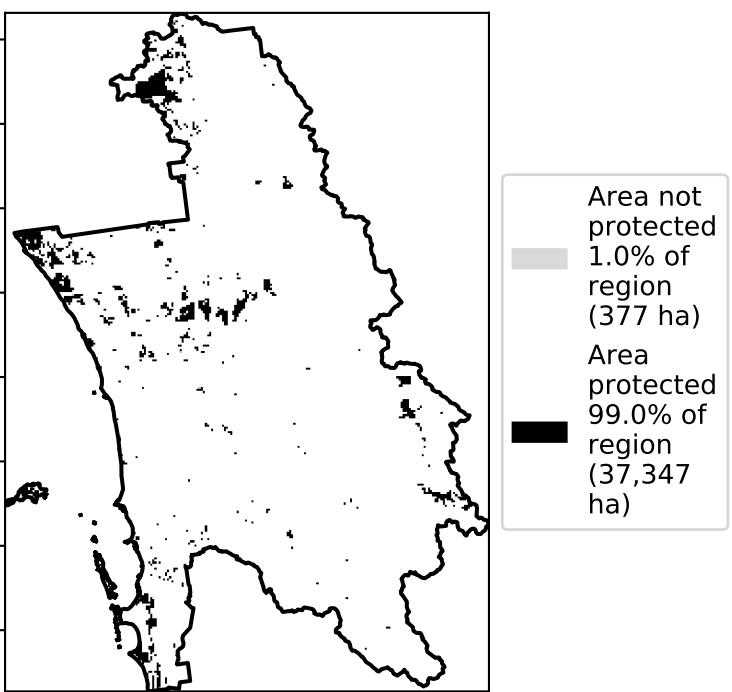 Area not
protected
1.0% of
region
(377 ha)
Area
protected
99.0% of
region
(37,347
ha)